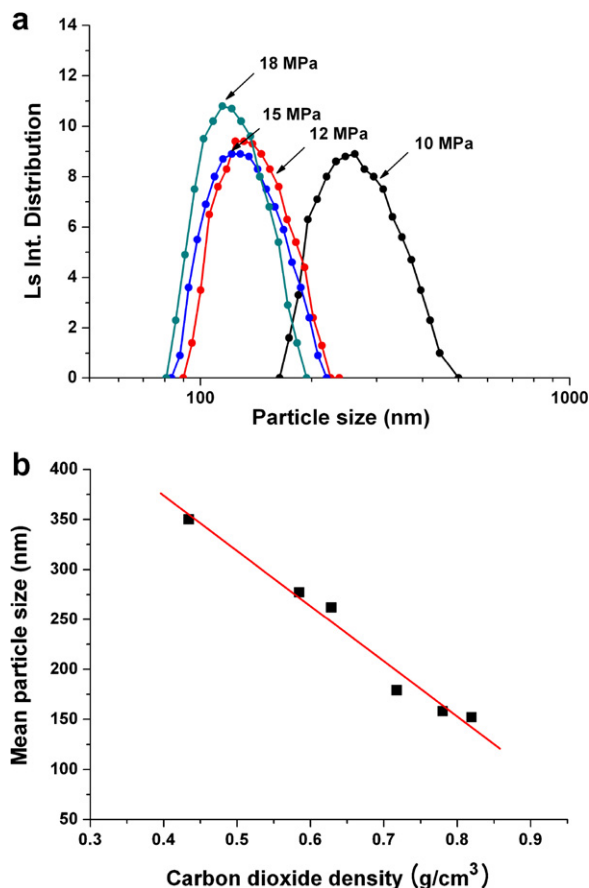 a
14
12
10
8
6
4
2
0
18 MPa
15 MPa
12 MPa
10 MPa
Ls Int. Distribution
100
1000
Particle size (nm)
b
400
350
300
250
200
150
100
50
Mean particle size (nm)
0.3
0.4
0.5
0.6
0.7
0.8
0.9
Carbon dioxide density (g/cm³)